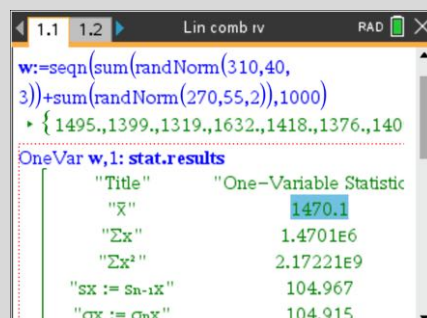 1.1 1.2 Lin comb rv RAD
w:=seqn(sum(randNorm(310,40,
3))+sum(randNorm(270,55,2)),1000)
▸ {1495.,1399.,1319.,1632.,1418.,1376.,140
OneVar w,1: stat.results
"Title" "One-Variable Statistic
"x̄" 1470.1
"Σx" 1.4701ᴇ6
"Σx²" 2.17221ᴇ9
"sx := sₙ₋₁x" 104.967
"σx := σₙx" 104.915